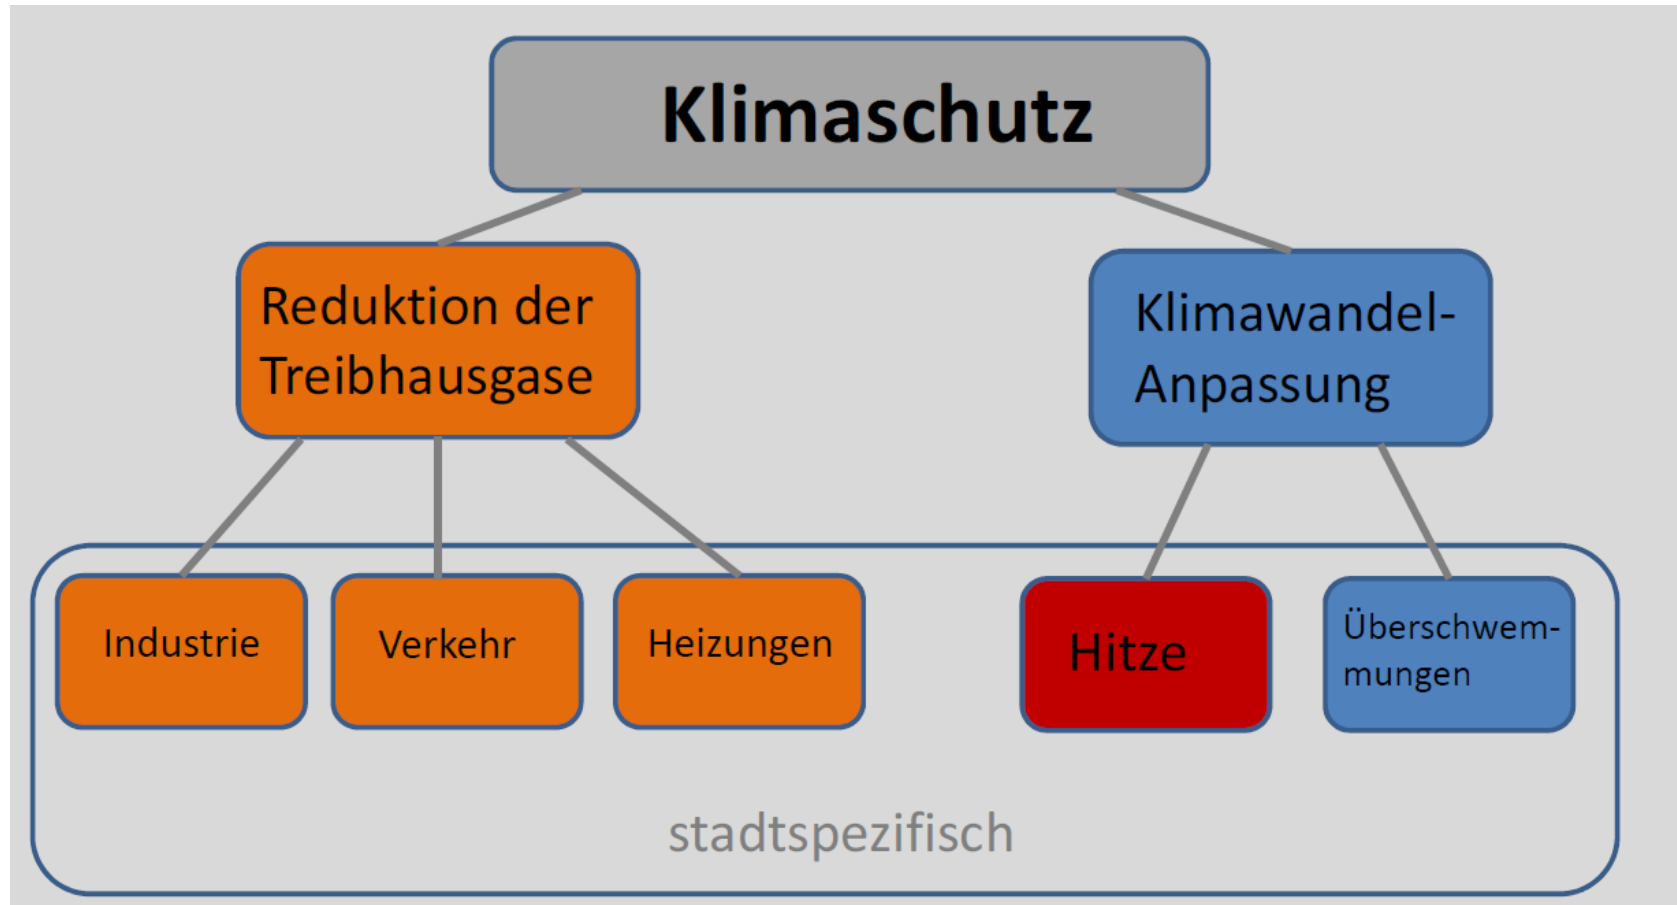 Klimaschutz
Reduktion der
Treibhausgase
Klimawandel-
Anpassung
Industrie
Verkehr
Heizungen
Hitze
Überschwem-
mungen
stadtspezifisch